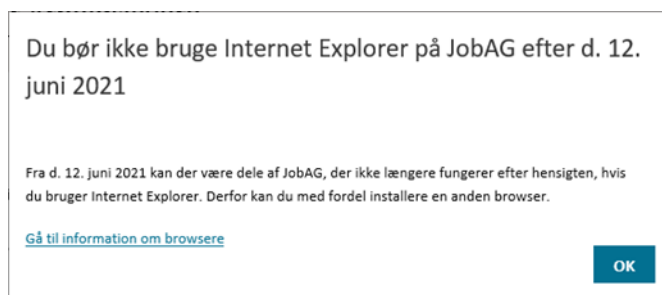 Du bør ikke bruge Internet Explorer på JobAG efter d. 12.
juni 2021
Fra d. 12. juni 2021 kan der være dele af JobAG, der ikke længere fungerer efter hensigten, hvis
du bruger Internet Explorer. Derfor kan du med fordel installere en anden browser.
Gå til information om browsere
OK